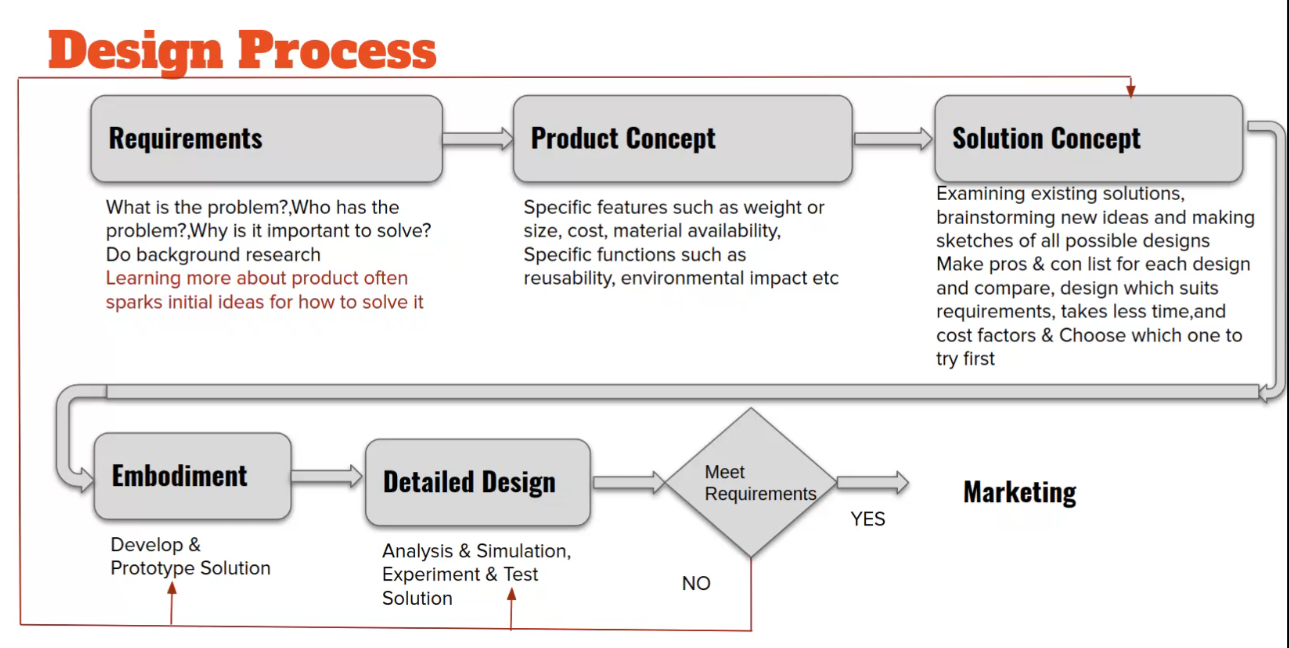 Design Process
Requirements
What is the problem?,Who has the
problem?,Why is it important to solve?
Do background research
Learning more about product often
sparks initial ideas for how to solve it
Product Concept
Specific features such as weight or
size, cost, material availability,
Specific functions such as
reusability, environmental impact etc
Solution Concept
Examining existing solutions,
brainstorming new ideas and making
sketches of all possible designs
Make pros & con list for each design
and compare, design which suits
requirements, takes less time,and
cost factors & Choose which one to
try first
Embodiment
Develop &
Prototype Solution
Detailed Design
Analysis & Simulation,
Experiment & Test
Solution
Meet
Requirements
YES
NO
Marketing